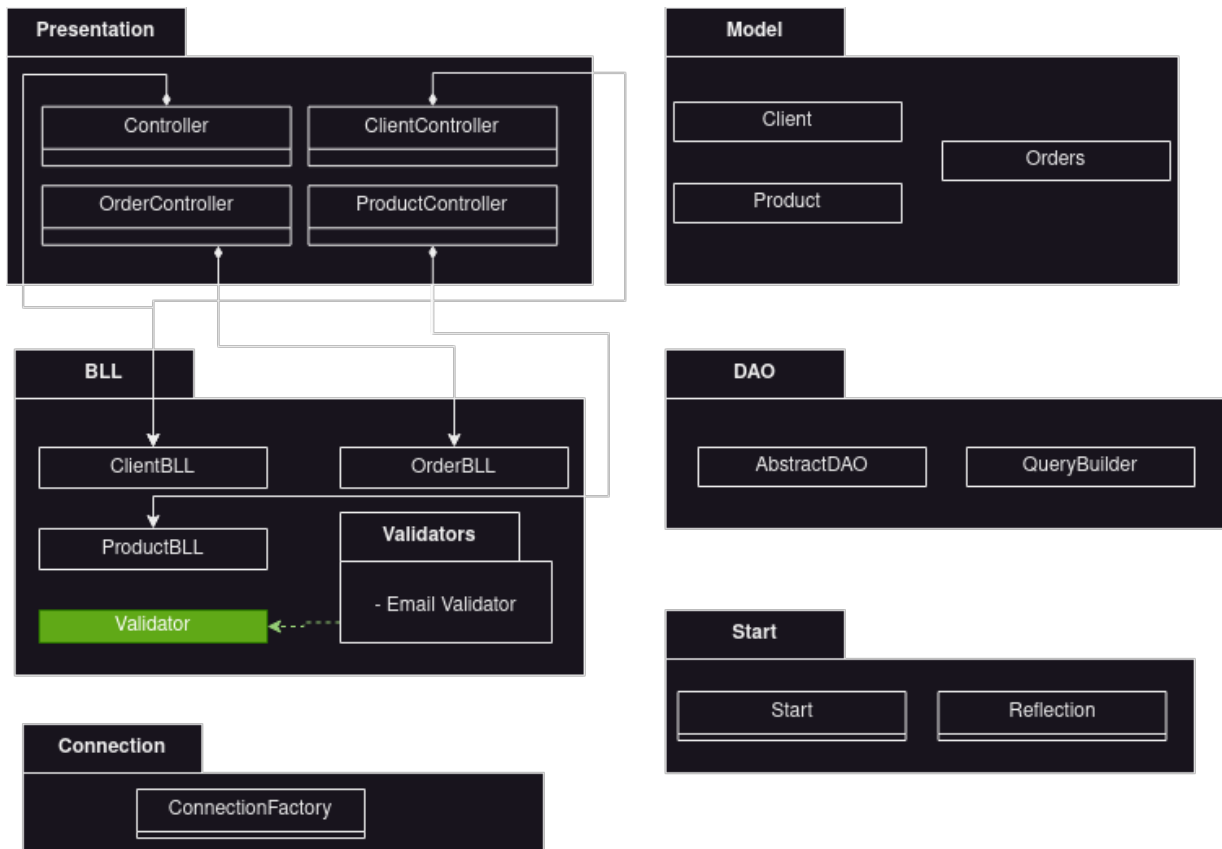 Presentation
Controller
ClientController
OrderController
ProductController
Model
Client
Orders
Product
BLL
ClientBLL
OrderBLL
ProductBLL
Validators
- Email Validator
Validator
DAO
AbstractDAO
QueryBuilder
Start
Start
Reflection
Connection
ConnectionFactory